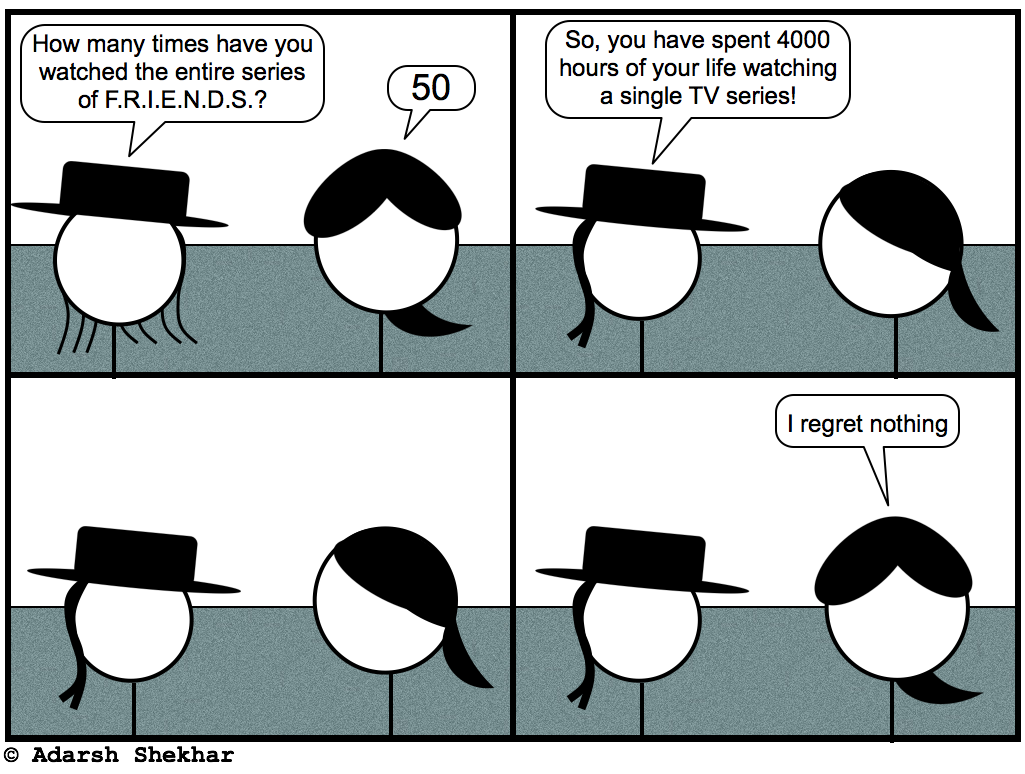 How many times have you
watched the entire series
of F.R.I.E.N.D.S.?
50
So, you have spent 4000
hours of your life watching
a single TV series!
I regret nothing
© Adarsh Shekhar